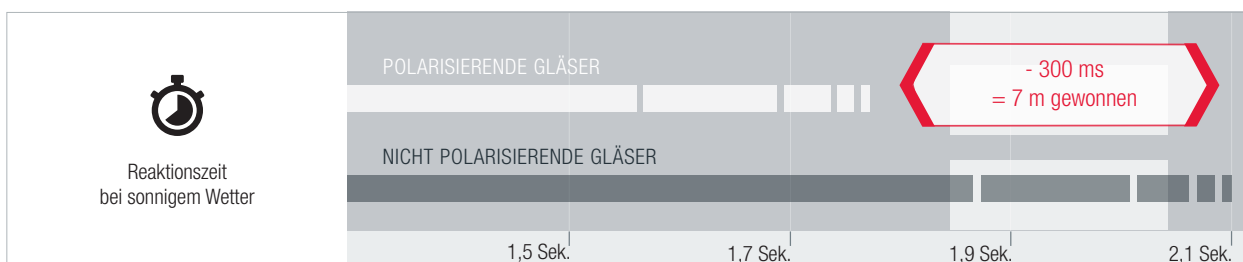 POLARISIERENDE GLÄSER
- 300 ms
= 7 m gewonnen
NICHT POLARISIERENDE GLÄSER
Reaktionszeit
bei sonnigem Wetter
1,5 Sek.
1,7 Sek.
1,9 Sek.
2,1 Sek.